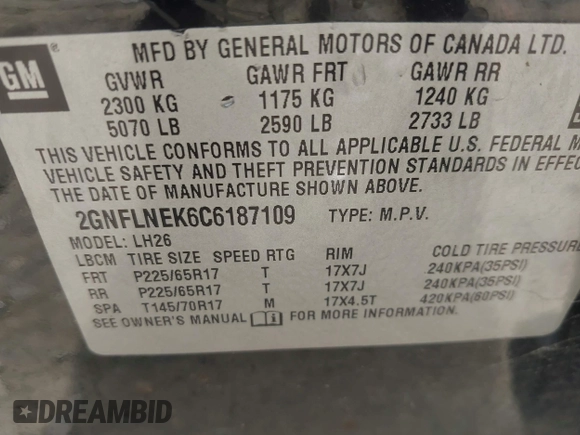 GM ®
MFD BY GENERAL MOTORS OF CANADA LTD.
GVWR GAWR FRT GAWR RR
2300 KG 1175 KG 1240 KG
5070 LB 2590 LB 2733 LB
THIS VEHICLE CONFORMS TO ALL APPLICABLE U.S. FEDERAL M
VEHICLE SAFETY AND THEFT PREVENTION STANDARDS IN EFFEC
THE DATE OF MANUFACTURE SHOWN ABOVE.
2GNFLNEK6C6187109 TYPE: M.P.V.
MODEL: LH26
LBCM TIRE SIZE SPEED RTG RIM COLD TIRE PRESSURE
FRT P225/65R17 T 17X7J 240KPA(35PSI)
RR P225/65R17 T 17X7J 240KPA(35PSI)
SPA T145/70R17 M 17X4.5T 420KPA(60PSI)
SEE OWNER'S MANUAL FOR MORE INFORMATION.
DREAMBID